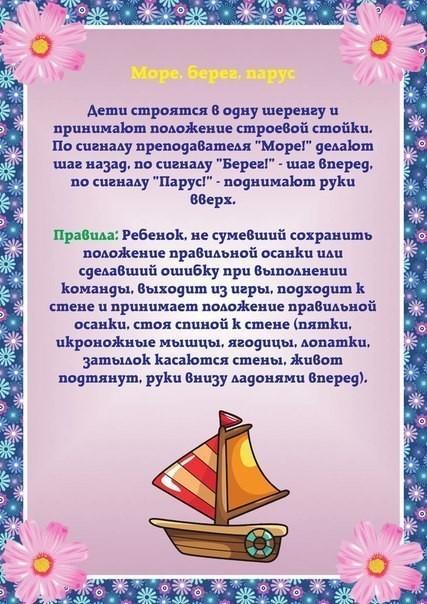 Море, берег, парус
Дети строятся в одну шеренгу и
принимают положение строевой стойки.
По сигналу преподавателя "Море!" делают
шаг назад, по сигналу "Берег!" - шаг вперед,
по сигналу "Парус!" - поднимают руки
вверх.
Правила: Ребенок, не сумевший сохранить
положение правильной осанки или
сделавший ошибку при выполнении
команды, выходит из игры, подходит к
стене и принимает положение правильной
осанки, стоя спиной к стене (пятки,
икроножные мышцы, ягодицы, лопатки,
затылок касаются стены, живот
подтянут, руки внизу ладонями вперед).